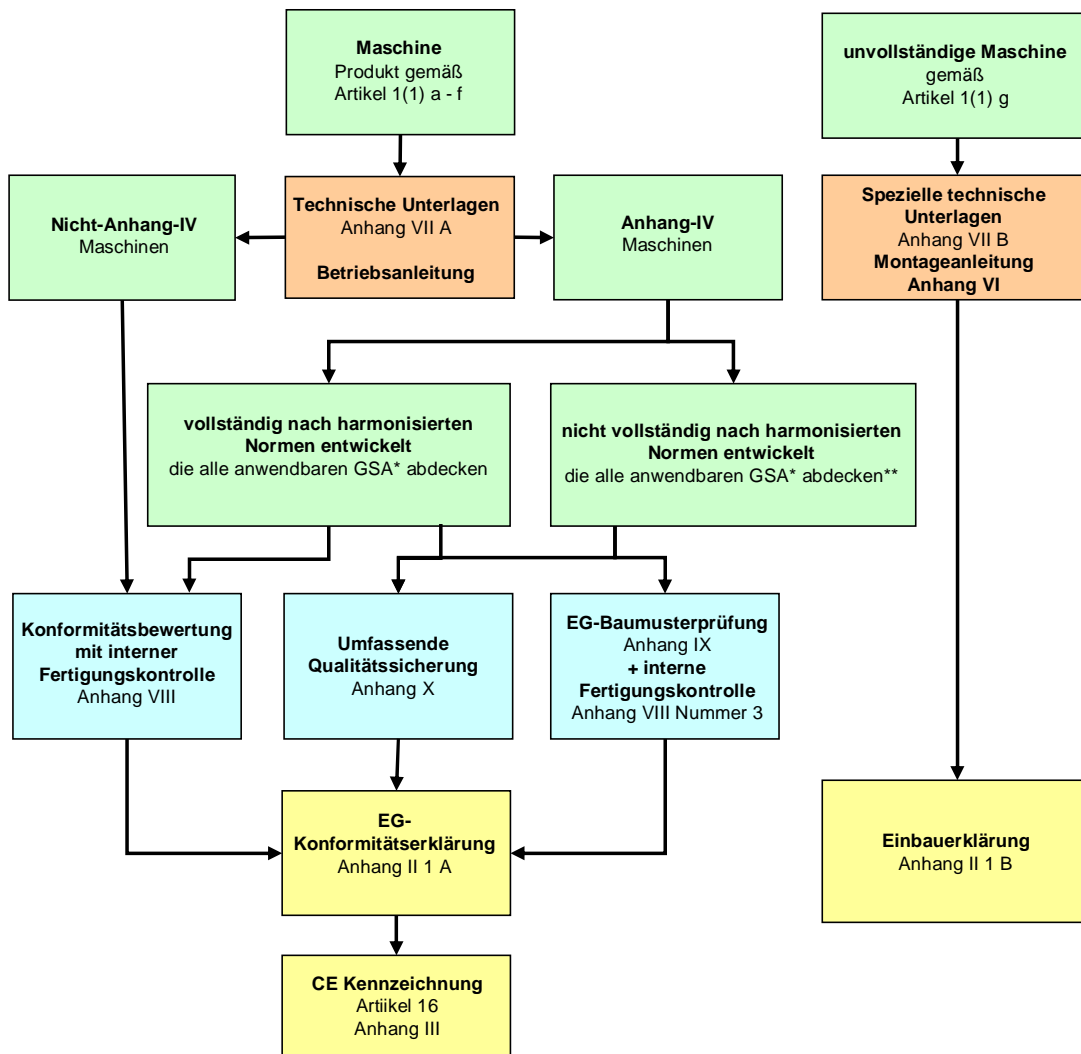 Maschine
Produkt gemäß
Artikel 1(1) a - f
unvollständige Maschine
gemäß
Artikel 1(1) g
Nicht-Anhang-IV
Maschinen
Technische Unterlagen
Anhang VII A
Betriebsanleitung
Anhang-IV
Maschinen
Spezielle technische
Unterlagen
Anhang VII B
Montageanleitung
Anhang VI
vollständig nach harmonisierten
Normen entwickelt
die alle anwendbaren GSA* abdecken
nicht vollständig nach harmonisierten
Normen entwickelt
die alle anwendbaren GSA* abdecken**
Konformitätsbewertung
mit interner
Fertigungskontrolle
Anhang VIII
Umfassende
Qualitätssicherung
Anhang X
EG-Baumusterprüfung
Anhang IX
+ interne
Fertigungskontrolle
Anhang VIII Nummer 3
EG-
Konformitätserklärung
Anhang II 1 A
Einbauerklärung
Anhang II 1 B
CE Kennzeichnung
Artiikel 16
Anhang III